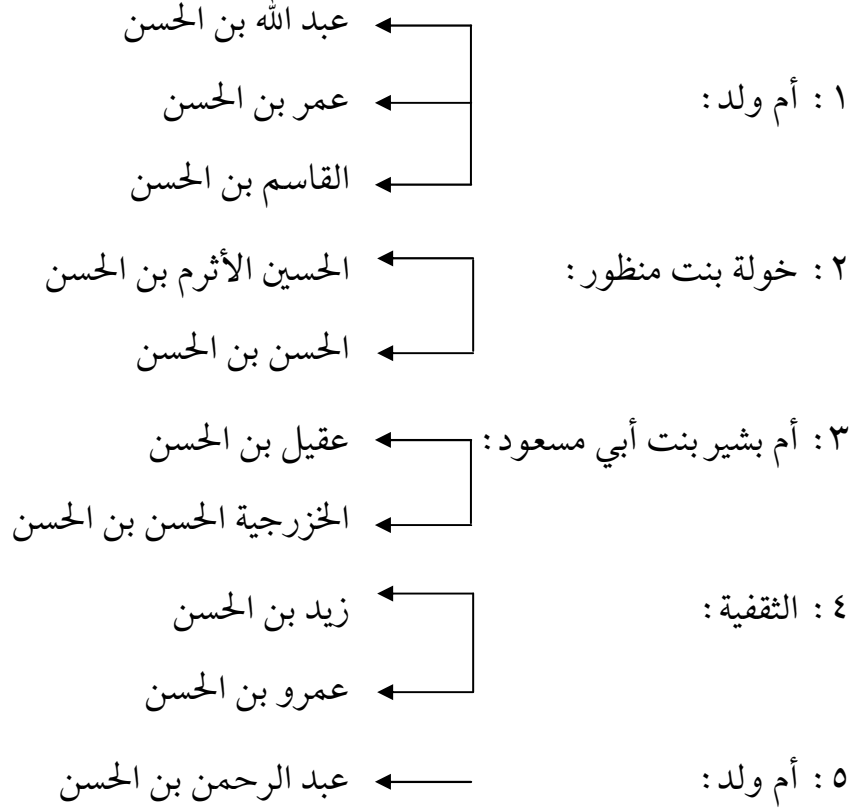 عبد الله بن الحسن
١ : أم ولد : عمر بن الحسن
القاسم بن الحسن
٢ : خولة بنت منظور : الحسين الأثرم بن الحسن
الحسن بن الحسن
٣ : أم بشير بنت أبي مسعود : عقيل بن الحسن
الخزرجية الحسن بن الحسن
٤ : الثقفية : زيد بن الحسن
عمرو بن الحسن
٥ : أم ولد : عبد الرحمن بن الحسن